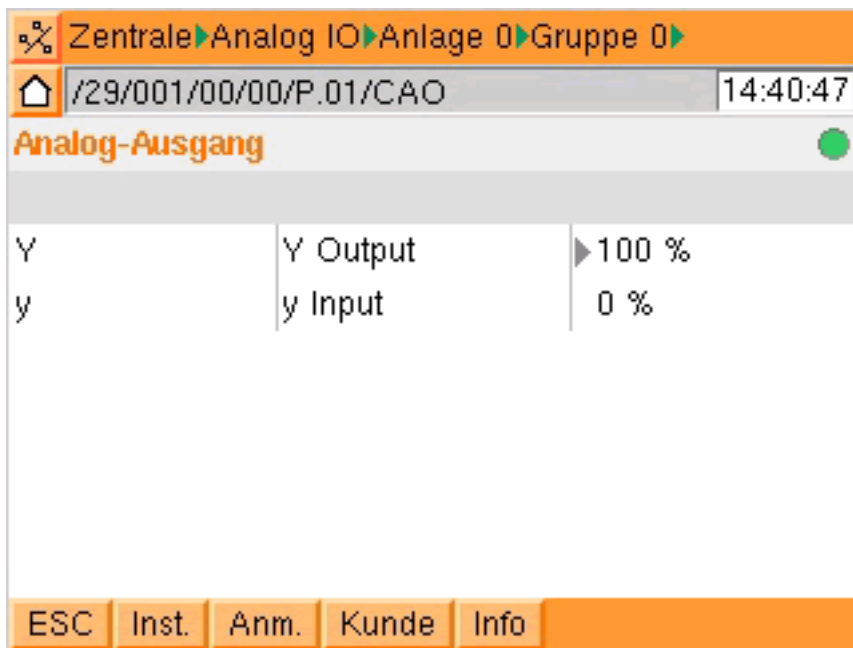 Zentrale▶Analog IO▶Anlage 0▶Gruppe 0▶
/29/001/00/00/P.01/CAO 14:40:47
Analog-Ausgang
Y Y Output 100 %
y y Input 0 %
ESC Inst. Anm. Kunde Info